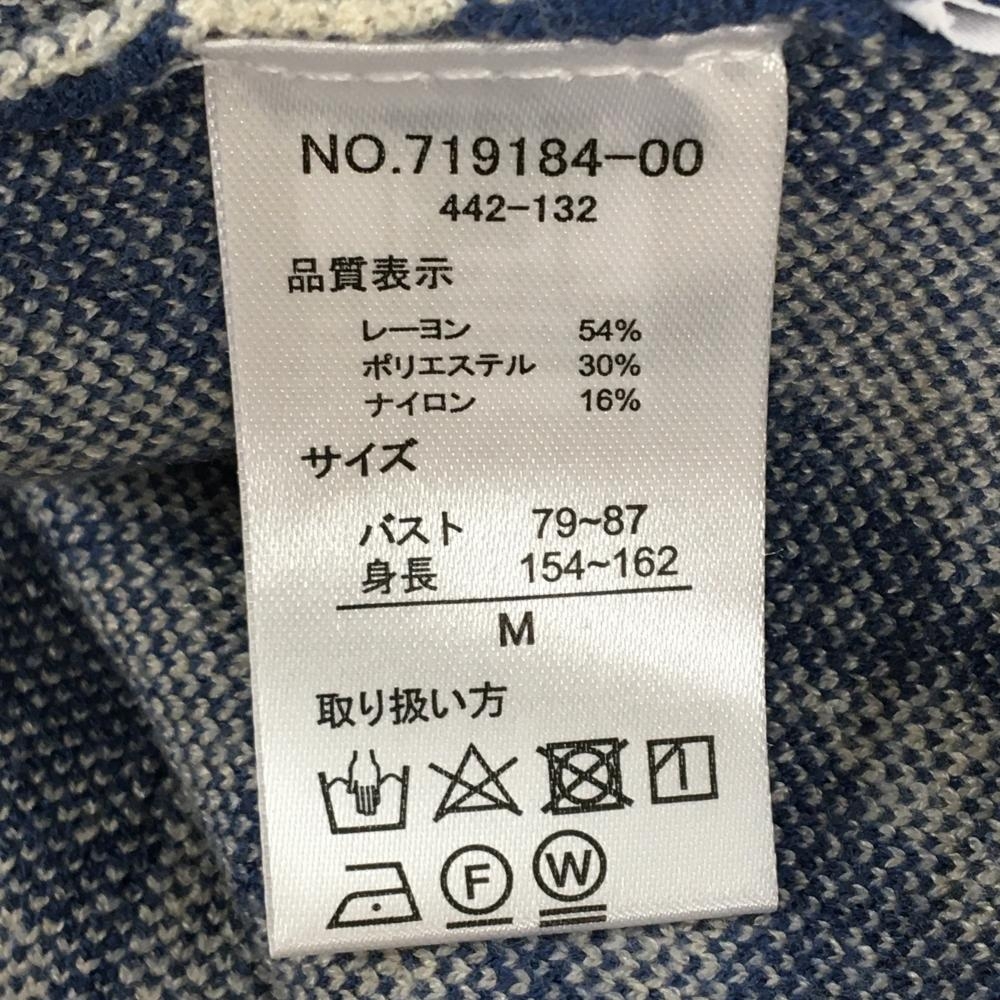 NO.719184-00
442-132
品質表示
レーヨン 54%
ポリエステル 30%
ナイロン 16%
サイズ
バスト 79~87
身長 154~162
M
取り扱い方
F W